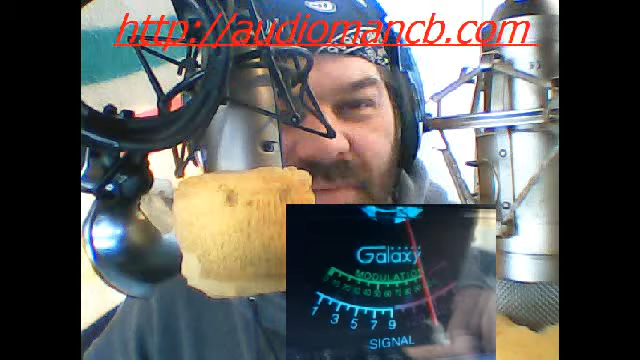 http://audiomancb.com
Galaxy
MODULATION
1 3 5 7 9
SIGNAL